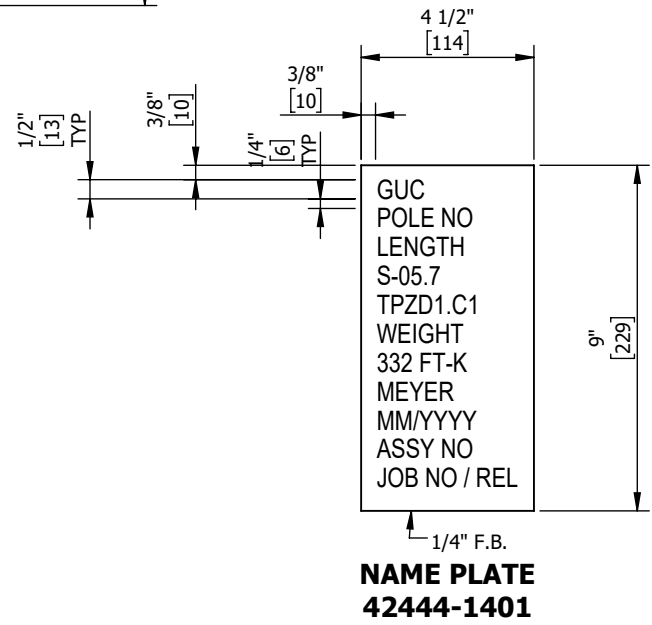 4 1/2"
[114]
3/8"
[10]
3/8"
[10]
1/2"
[13]
TYP
1/4"
[6]
TYP
GUC
POLE NO
LENGTH
S-05.7
TPZD1.C1
WEIGHT
332 FT-K
MEYER
MM/YYYY
ASSY NO
JOB NO / REL
9"
[229]
1/4" F.B.
NAME PLATE
42444-1401